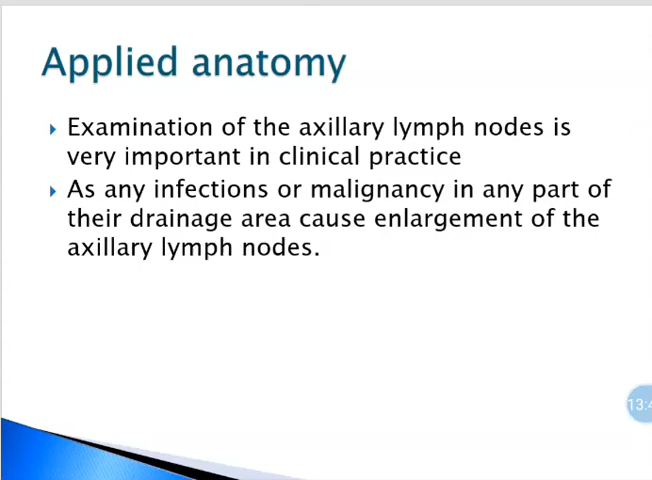 Applied anatomy
Examination of the axillary lymph nodes is
very important in clinical practice
As any infections or malignancy in any part of
their drainage area cause enlargement of the
axillary lymph nodes.